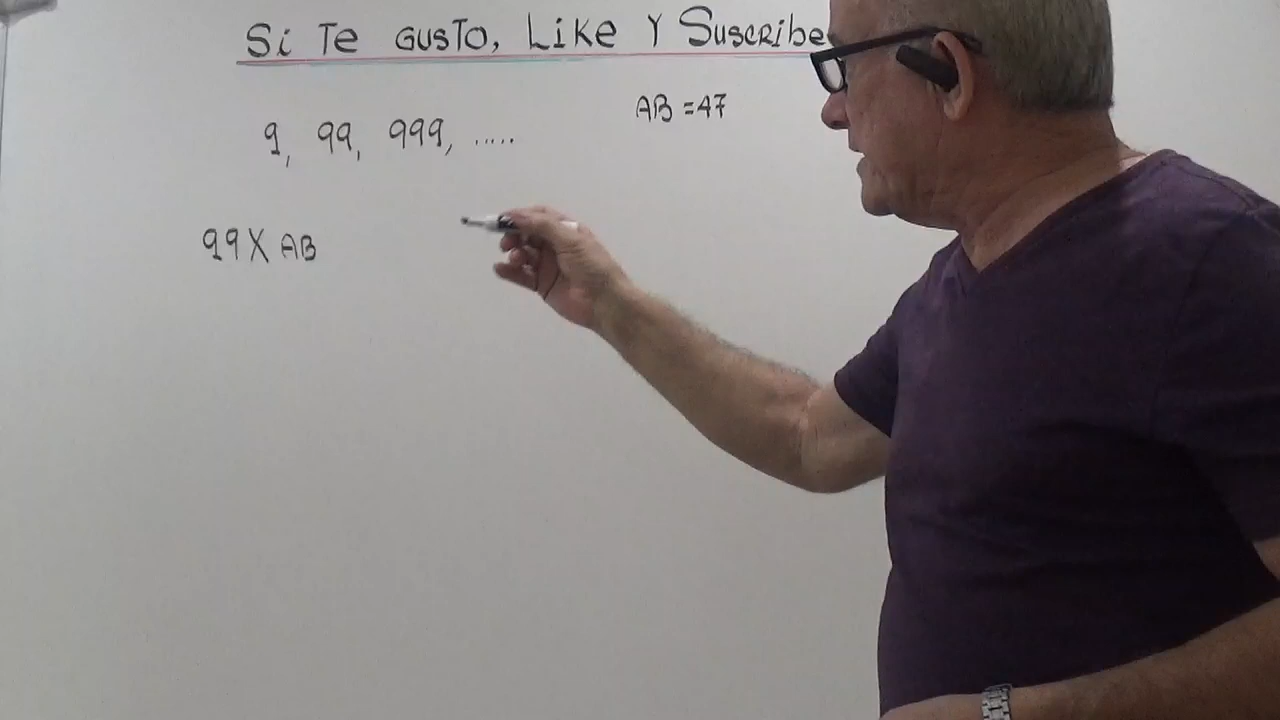 Si Te GUSTO, Like Y Suscribe
AB = 47
9, 99, 999, .....
99 X AB